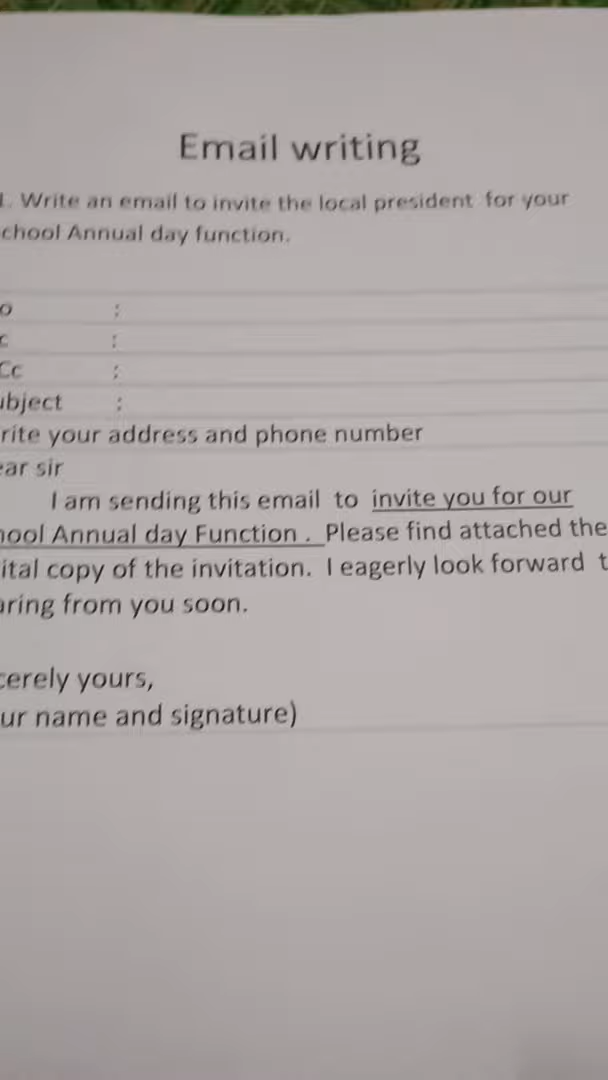 Email writing
1. Write an email to invite the local president for your
chool Annual day function.
o :
c :
Cc :
ubject :
rite your address and phone number
ear sir
I am sending this email to invite you for our
ool Annual day Function . Please find attached the
ital copy of the invitation. I eagerly look forward t
aring from you soon.
cerely yours,
ur name and signature)